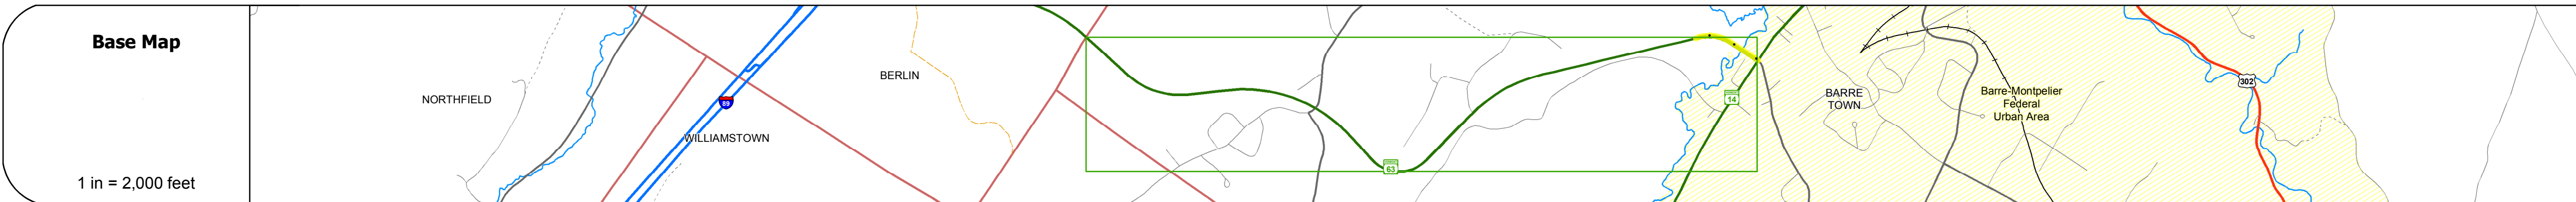 Base Map
1 in = 2,000 feet
NORTHFIELD
89
WILLIAMSTOWN
BERLIN
63
14
BARRE
TOWN
Barre-Montpelier
Federal
Urban Area
302